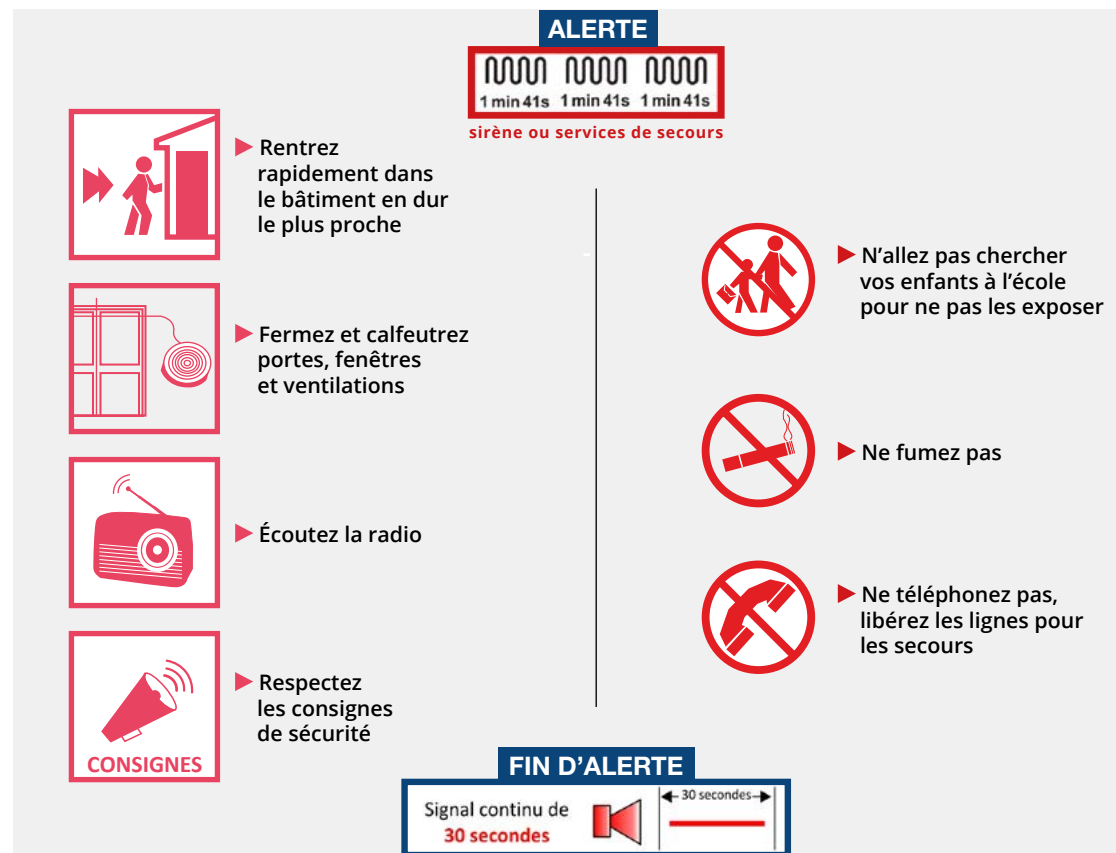 ALERTE
1 min 41s 1 min 41s 1 min 41s
sirène ou services de secours
Rentrez
rapidement dans
le bâtiment en dur
le plus proche
Fermez et calfeutrez
portes, fenêtres
et ventilations
Écoutez la radio
CONSIGNES
Respectez
les consignes
de sécurité
N’allez pas chercher
vos enfants à l’école
pour ne pas les exposer
Ne fumez pas
Ne téléphonez pas,
libérez les lignes pour
les secours
FIN D’ALERTE
Signal continu de
30 secondes
30 secondes